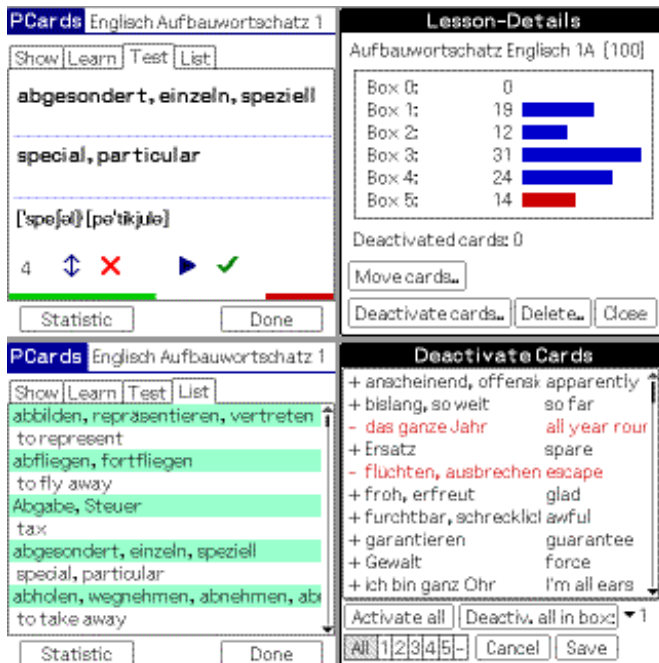 PCards Englisch Aufbauwortschatz 1
Show Learn Test List
abgesondert, einzeln, speziell
special, particular
['speʃəl] [pə'tikjulə]
4
Statistic Done
Lesson-Details
Aufbauwortschatz Englisch 1A (100)
Box 0: 0
Box 1: 19
Box 2: 12
Box 3: 31
Box 4: 24
Box 5: 14
Deactivated cards: 0
Move cards...
Deactivate cards... Delete... Close
PCards Englisch Aufbauwortschatz 1
Show Learn Test List
abbilden, repräsentieren, vertreten
to represent
abfliegen, fortfliegen
to fly away
Abgabe, Steuer
tax
abgesondert, einzeln, speziell
special, particular
abholen, wegnehmen, abnehmen, abe
to take away
Statistic Done
Deactivate Cards
+ anscheinend, offensi apparently
+ bislang, so weit so far
- das ganze Jahr all year roun
+ Ersatz spare
- flüchten, ausbrechen escape
+ froh, erfreut glad
+ furchtbar, schrecklicl awful
+ garantieren guarantee
+ Gewalt force
+ ich bin ganz Ohr I'm all ears
Activate all Deactiv. all in box: 1
All 1 2 3 4 5 - Cancel Save